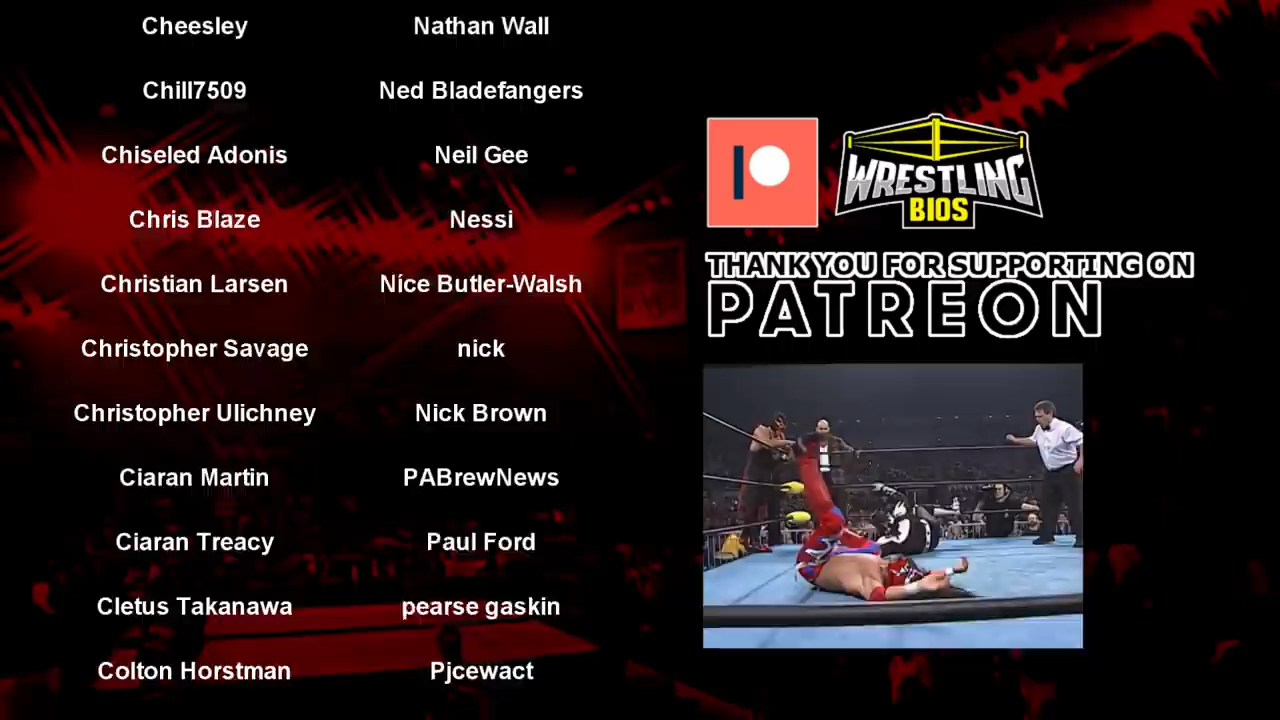 Cheesley
Chill7509
Chiseled Adonis
Chris Blaze
Christian Larsen
Christopher Savage
Christopher Ulichney
Ciaran Martin
Ciaran Treacy
Cletus Takanawa
Colton Horstman
Nathan Wall
Ned Bladefangers
Neil Gee
Nessi
Níce Butler-Walsh
nick
Nick Brown
PABrewNews
Paul Ford
pearse gaskin
Pjcewact
WRESTLING
BIOS
THANK YOU FOR SUPPORTING ON
PATREON